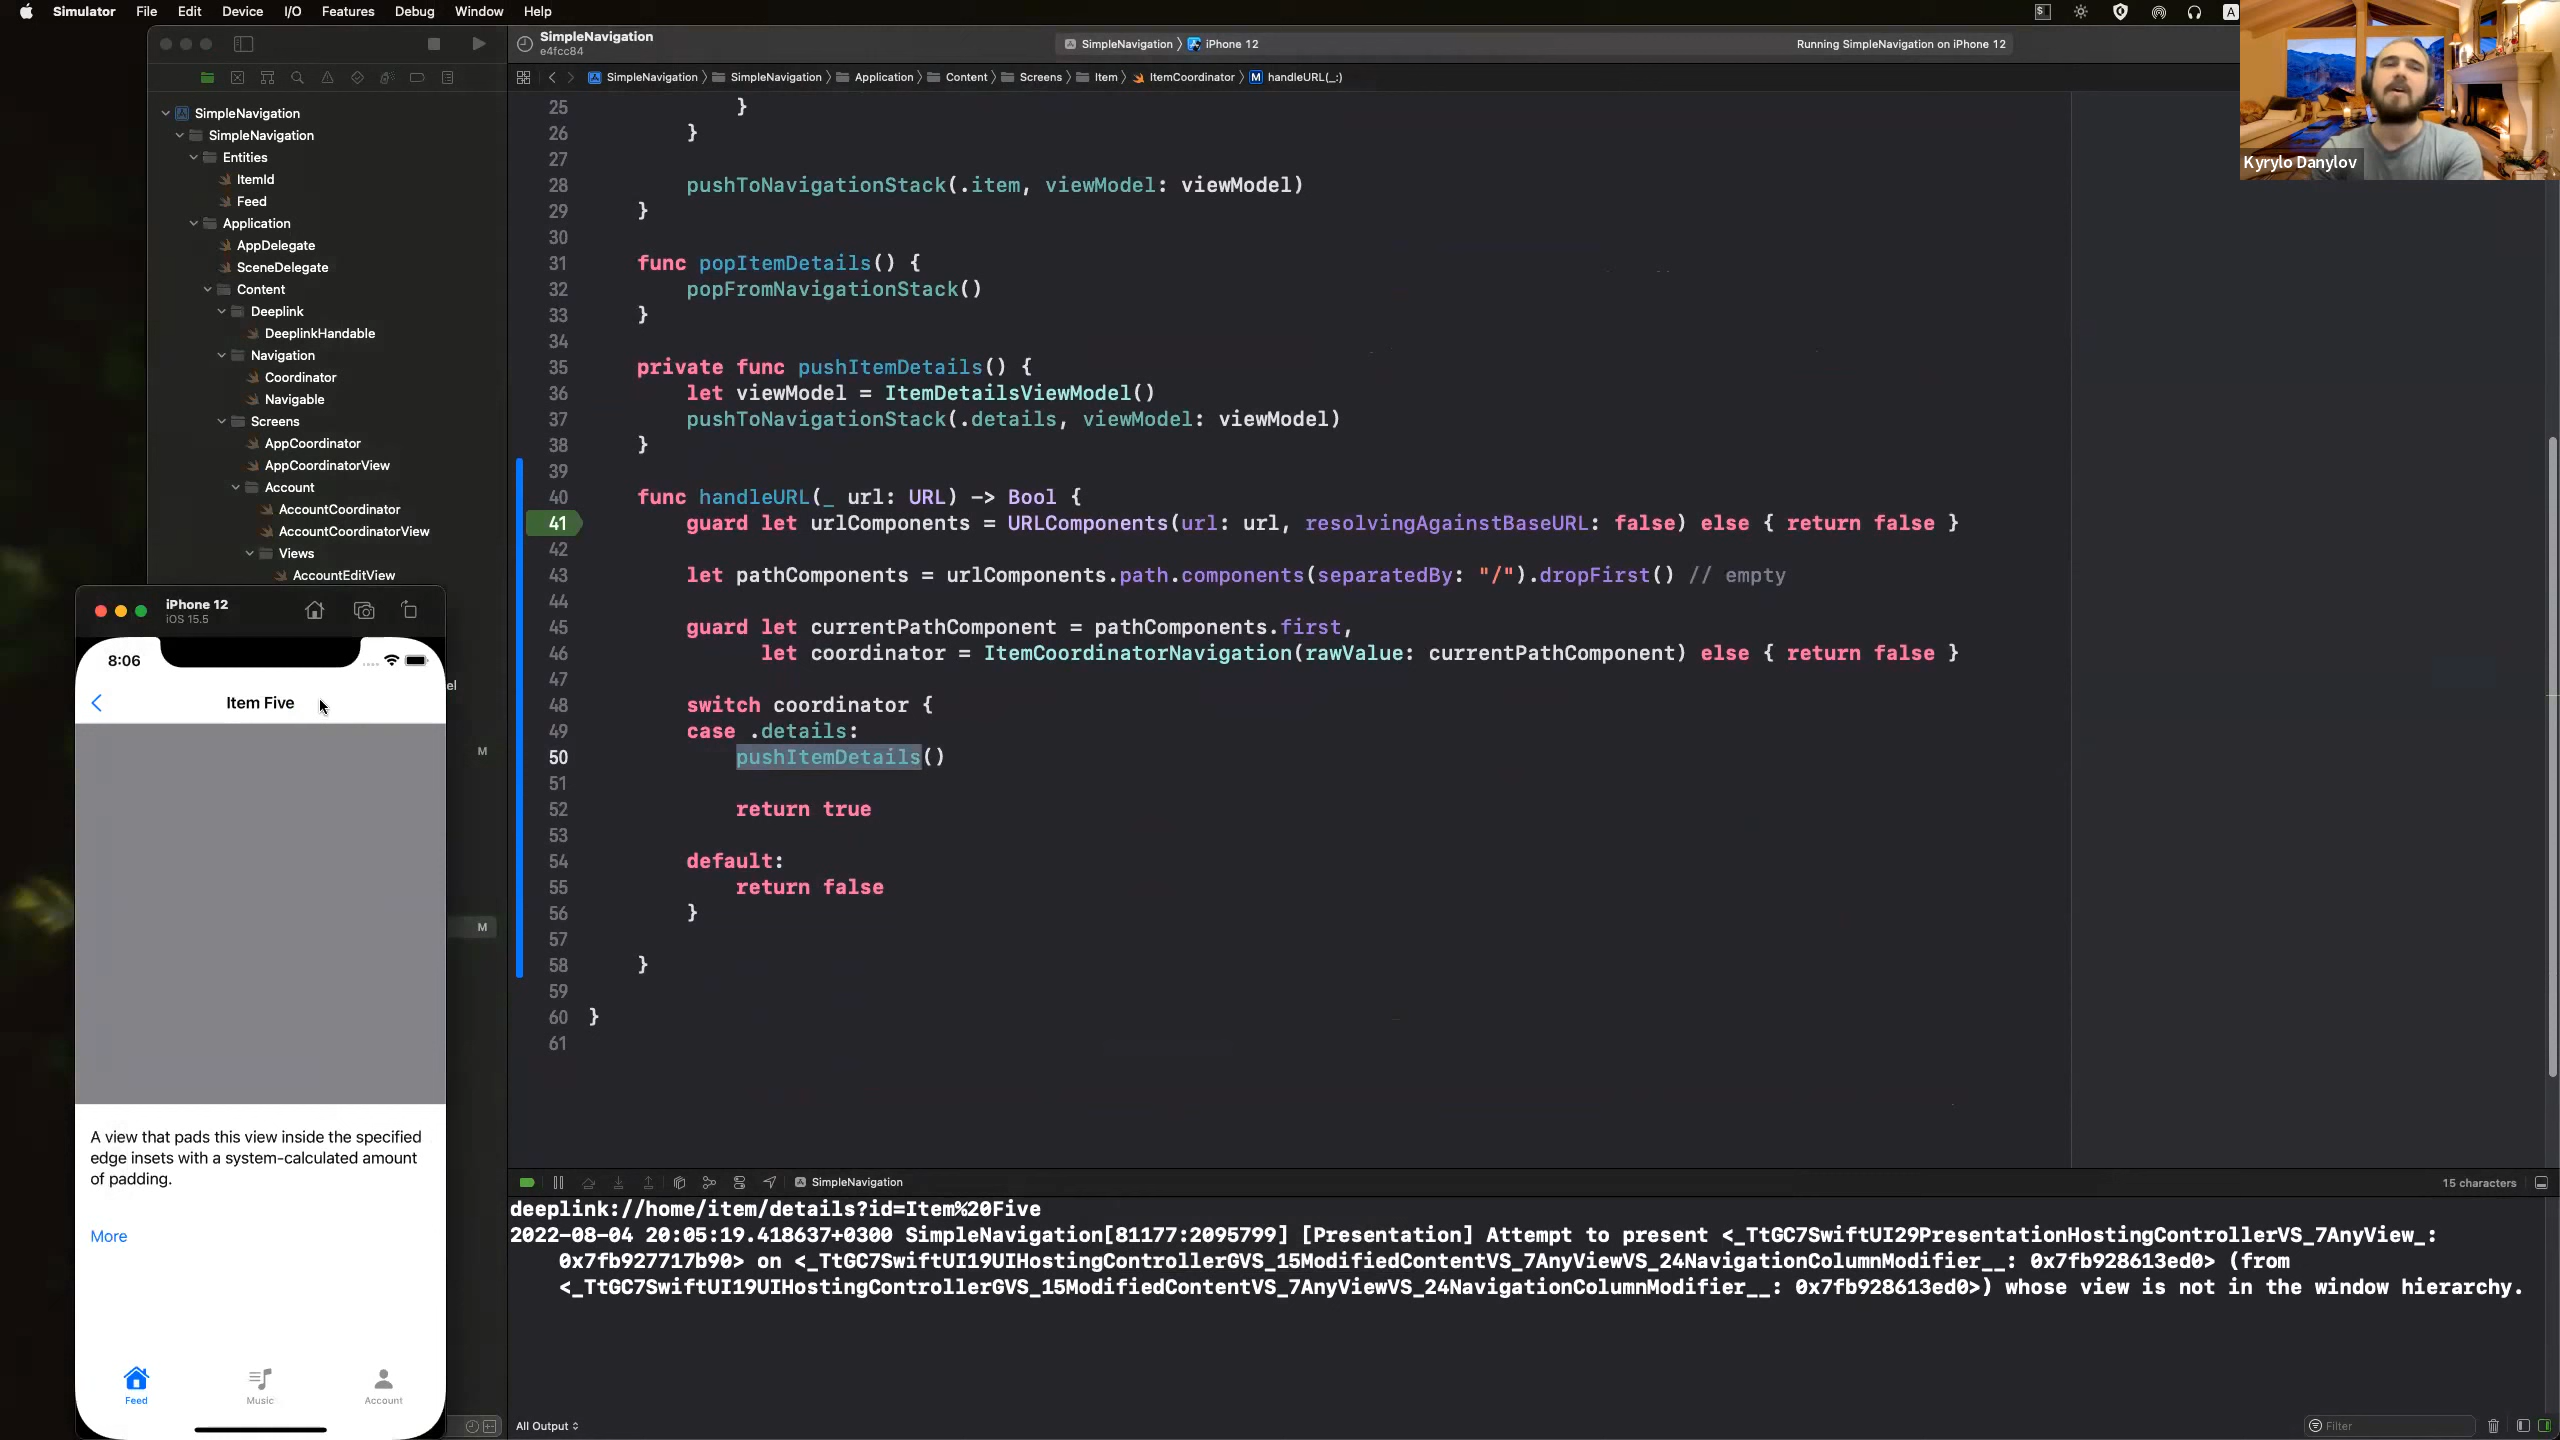 Simulator File Edit Device I/O Features Debug Window Help
A
SimpleNavigation
e4fcc84
SimpleNavigation iPhone 12
Running SimpleNavigation on iPhone 12
SimpleNavigation SimpleNavigation Application Content Screens Item ItemCoordinator M handleURL(_:)
SimpleNavigation
SimpleNavigation
Entities
ItemId
Feed
Application
AppDelegate
SceneDelegate
Content
Deeplink
DeeplinkHandable
Navigation
Coordinator
Navigable
Screens
AppCoordinator
AppCoordinatorView
Account
AccountCoordinator
AccountCoordinatorView
Views
AccountEditView
el
M
M
iPhone 12
iOS 15.5
8:06
Item Five
A view that pads this view inside the specified
edge insets with a system-calculated amount
of padding.
More
Feed Music Account
25 }
26 }
27
28 pushToNavigationStack(.item, viewModel: viewModel)
29 }
30
31 func popItemDetails() {
32 popFromNavigationStack()
33 }
34
35 private func pushItemDetails() {
36 let viewModel = ItemDetailsViewModel()
37 pushToNavigationStack(.details, viewModel: viewModel)
38 }
39
40 func handleURL(_ url: URL) -> Bool {
41 guard let urlComponents = URLComponents(url: url, resolvingAgainstBaseURL: false) else { return false }
42
43 let pathComponents = urlComponents.path.components(separatedBy: "/").dropFirst() // empty
44
45 guard let currentPathComponent = pathComponents.first,
46 let coordinator = ItemCoordinatorNavigation(rawValue: currentPathComponent) else { return false }
47
48 switch coordinator {
49 case .details:
50 pushItemDetails()
51
52 return true
53
54 default:
55 return false
56 }
57
58 }
59
60 }
61
SimpleNavigation
15 characters
deeplink://home/item/details?id=Item%20Five
2022-08-04 20:05:19.418637+0300 SimpleNavigation[81177:2095799] [Presentation] Attempt to present <_TtGC7SwiftUI29PresentationHostingControllerVS_7AnyView_:
0x7fb927717b90> on <_TtGC7SwiftUI19UIHostingControllerGVS_15ModifiedContentVS_7AnyViewVS_24NavigationColumnModifier__: 0x7fb928613ed0> (from
<_TtGC7SwiftUI19UIHostingControllerGVS_15ModifiedContentVS_7AnyViewVS_24NavigationColumnModifier__: 0x7fb928613ed0>) whose view is not in the window hierarchy.
All Output
Filter
Kyrylo Danylov